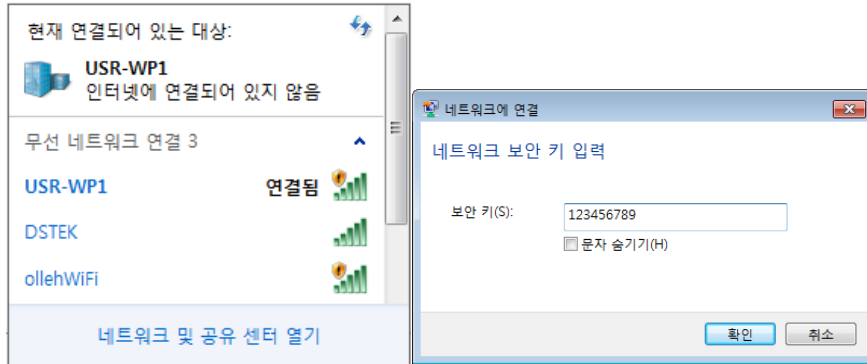 현재 연결되어 있는 대상:
USR-WP1
인터넷에 연결되어 있지 않음
무선 네트워크 연결 3
USR-WP1 연결됨
DSTEK
ollehWiFi
네트워크 및 공유 센터 열기
네트워크에 연결
네트워크 보안 키 입력
보안 키(S): 123456789
문자 숨기기(H)
확인 취소